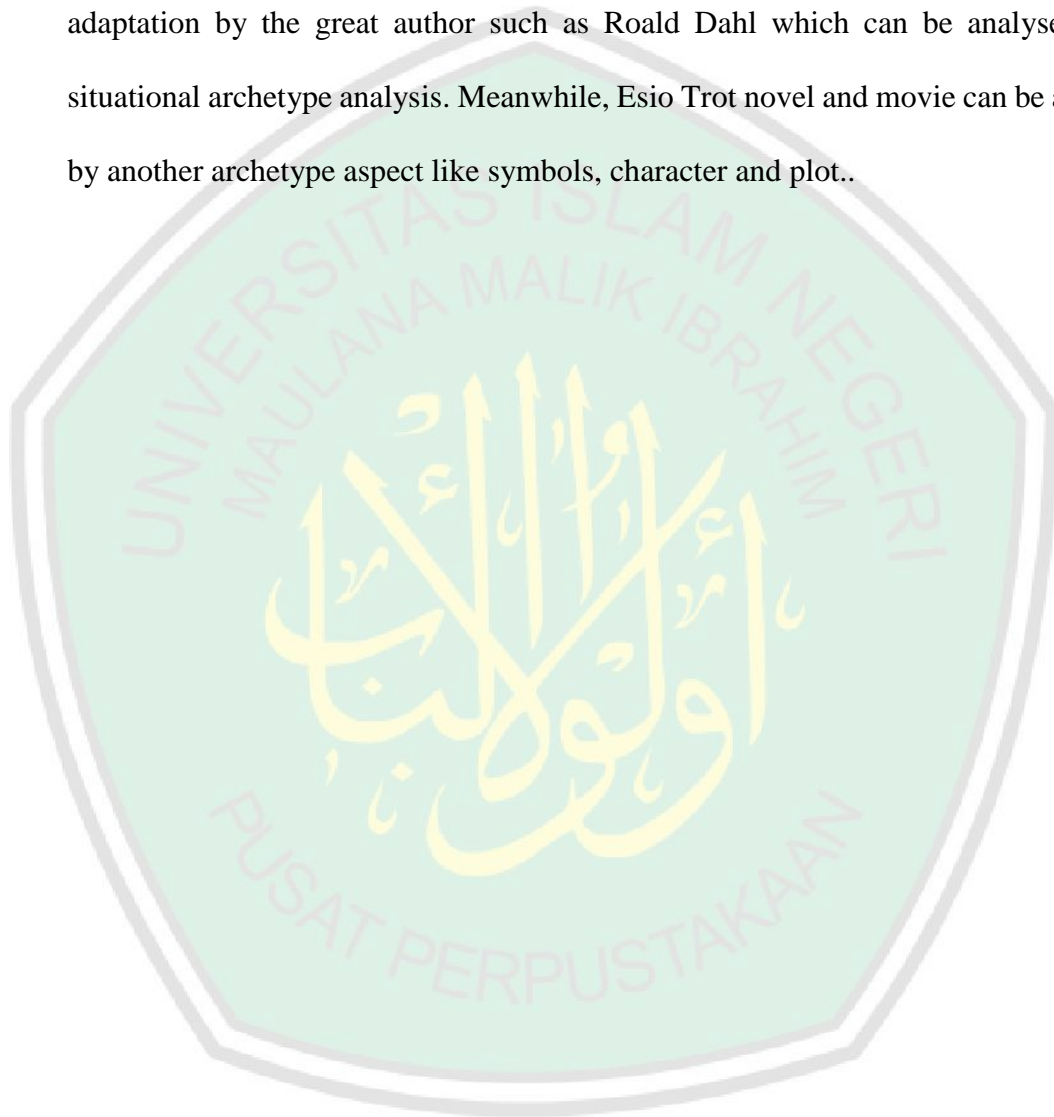 adaptation by the great author such as Roald Dahl which can be analyse
situational archetype analysis. Meanwhile, Esio Trot novel and movie can be a
by another archetype aspect like symbols, character and plot..
UNIVERSITAS ISLAM NEGERI
MAULANA MALIK IBRAHIM
أولوا الألباب
PUSAT PERPUSTAKAAN